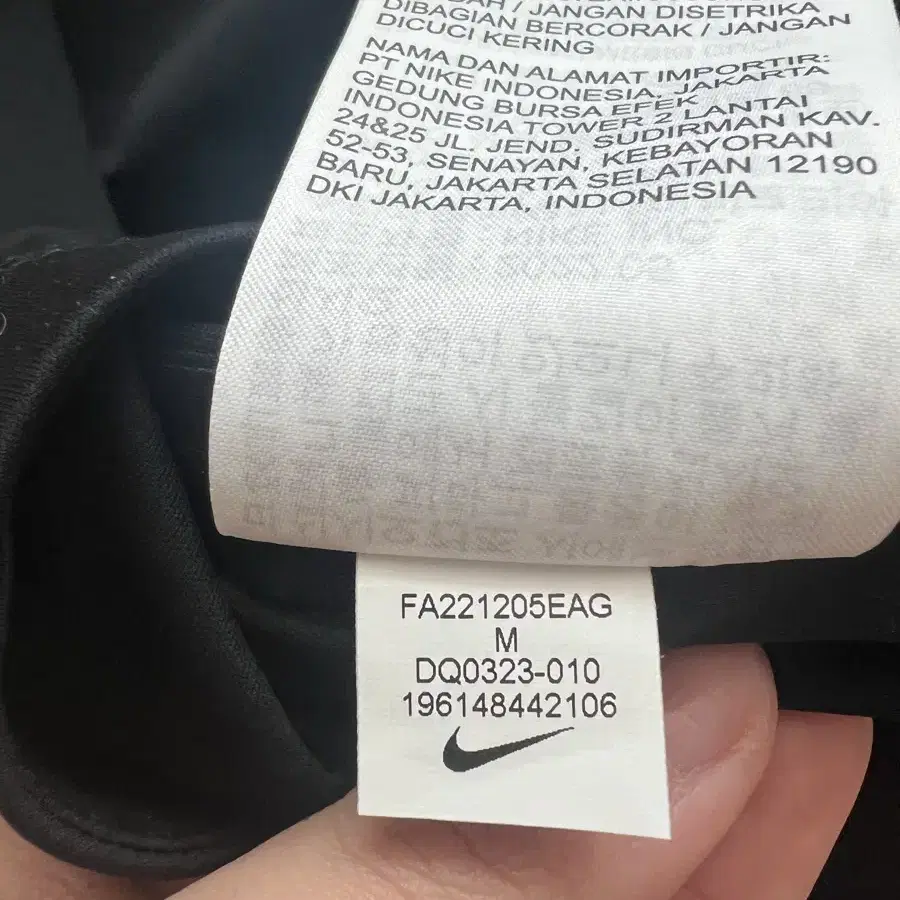 DIBAGIAN BERCORAK / JANGAN
DICUCI KERING
NAMA DAN ALAMAT IMPORTIR:
PT NIKE INDONESIA, JAKARTA
GEDUNG BURSA EFEK
INDONESIA TOWER 2 LANTAI
24&25 JL. JEND. SUDIRMAN KAV.
52-53, SENAYAN, KEBAYORAN
BARU, JAKARTA SELATAN 12190
DKI JAKARTA, INDONESIA
FA221205EAG
M
DQ0323-010
196148442106